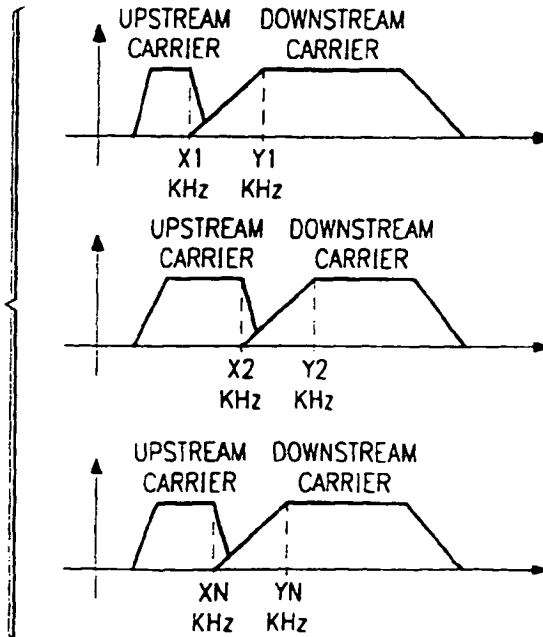 UPSTREAM DOWNSTREAM
CARRIER CARRIER
X1 Y1
KHz KHz
UPSTREAM DOWNSTREAM
CARRIER CARRIER
X2 Y2
KHz KHz
UPSTREAM DOWNSTREAM
CARRIER CARRIER
XN YN
KHz KHz